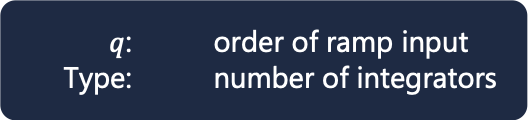 q: order of ramp input
Type: number of integrators